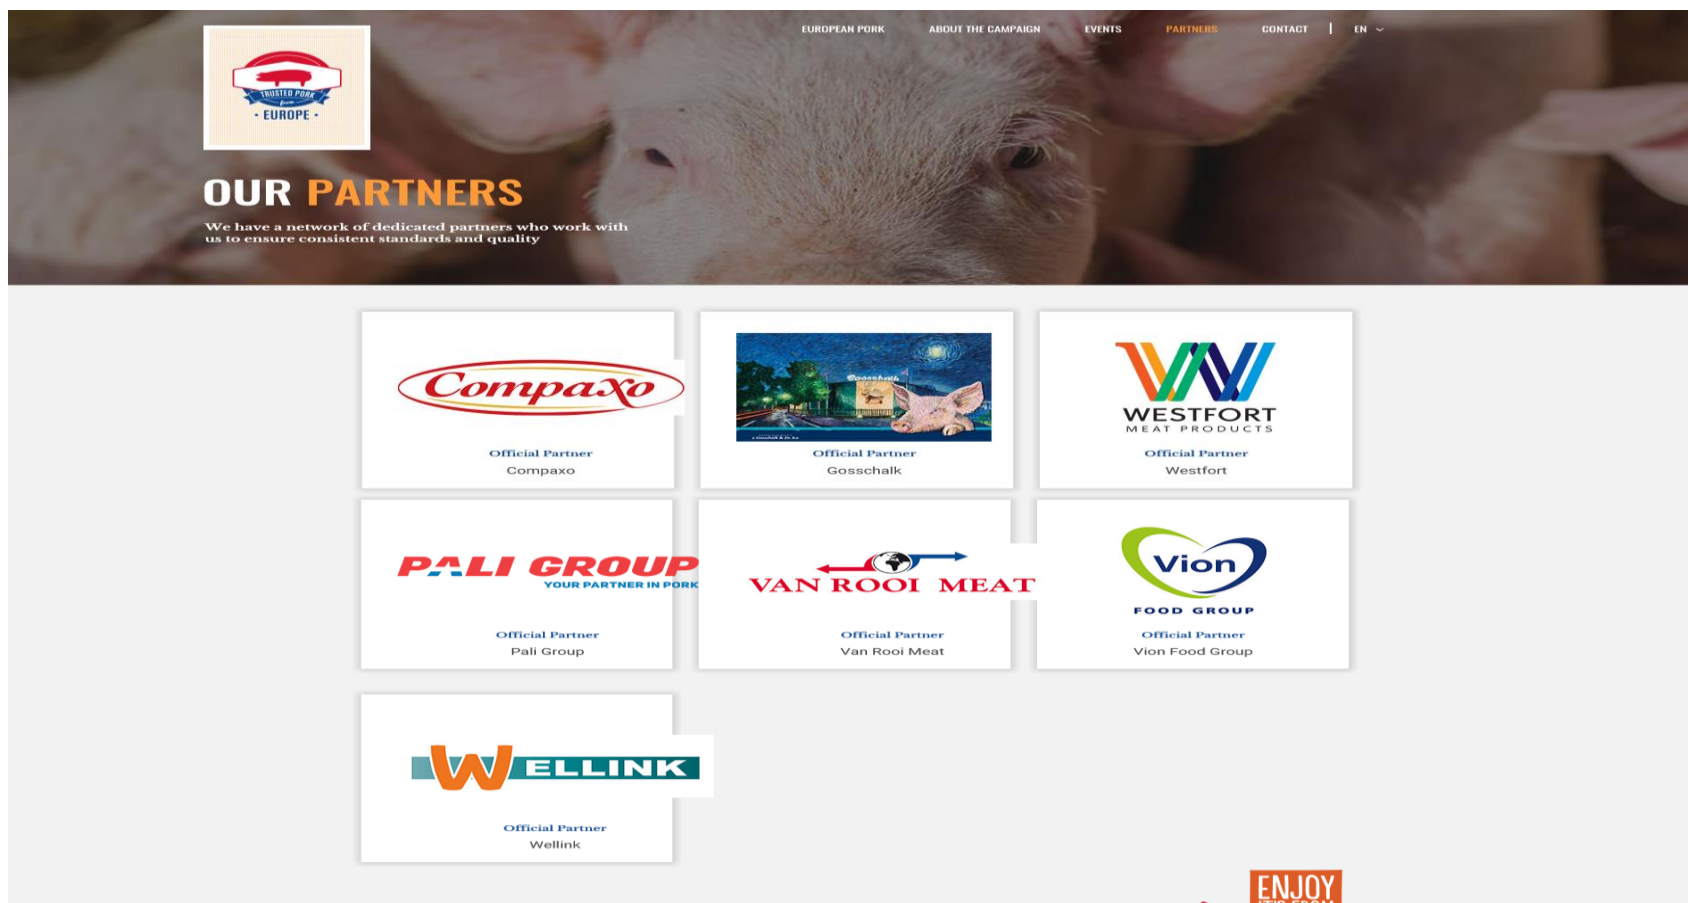 EUROPEAN PORK ABOUT THE CAMPAIGN EVENTS PARTNERS CONTACT | EN
TRUSTED PORK
from
• EUROPE •
OUR PARTNERS
We have a network of dedicated partners who work with
us to ensure consistent standards and quality
Compaxo
Official Partner
Compaxo
Gosschalk
Official Partner
Gosschalk
WESTFORT
MEAT PRODUCTS
Official Partner
Westfort
PALI GROUP
YOUR PARTNER IN PORK
Official Partner
Pali Group
VAN ROOI MEAT
Official Partner
Van Rooi Meat
Vion
FOOD GROUP
Official Partner
Vion Food Group
WELLINK
Official Partner
Wellink
ENJOY
IT'S FROM